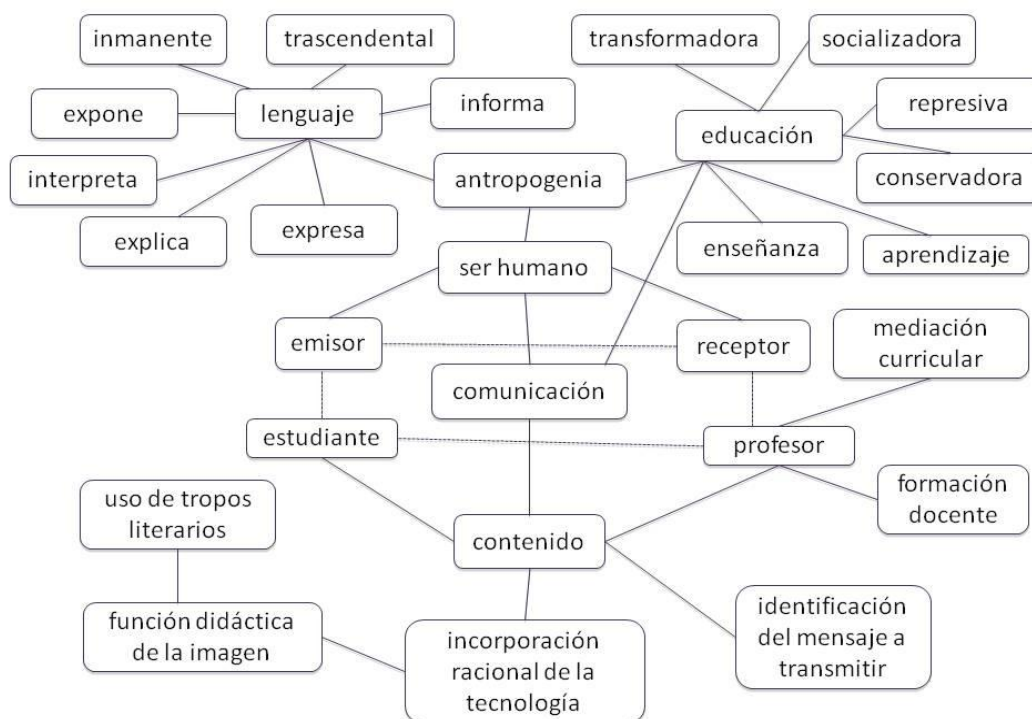 inmanente
trascendental
transformadora
socializadora
expone
lenguaje
informa
educación
represiva
interpreta
antropogenia
conservadora
explica
expresa
enseñanza
aprendizaje
ser humano
emisor
receptor
mediación
curricular
comunicación
estudiante
profesor
uso de tropos
literarios
contenido
formación
docente
función didáctica
de la imagen
incorporación
racional de la
tecnología
identificación
del mensaje a
transmitir